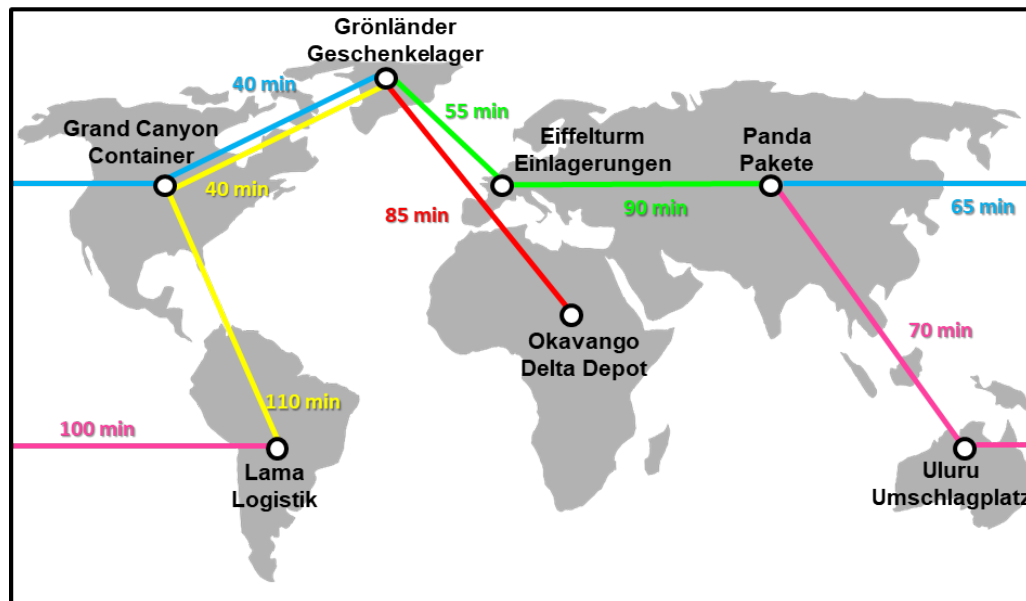 Grönländer
Geschenkelager
40 min
55 min
Grand Canyon
Container
Eiffelturm
Einlagerungen
Panda
Pakete
40 min
85 min
90 min
65 min
Okavango
Delta Depot
70 min
110 min
100 min
Lama
Logistik
Uluru
Umschlagplatz